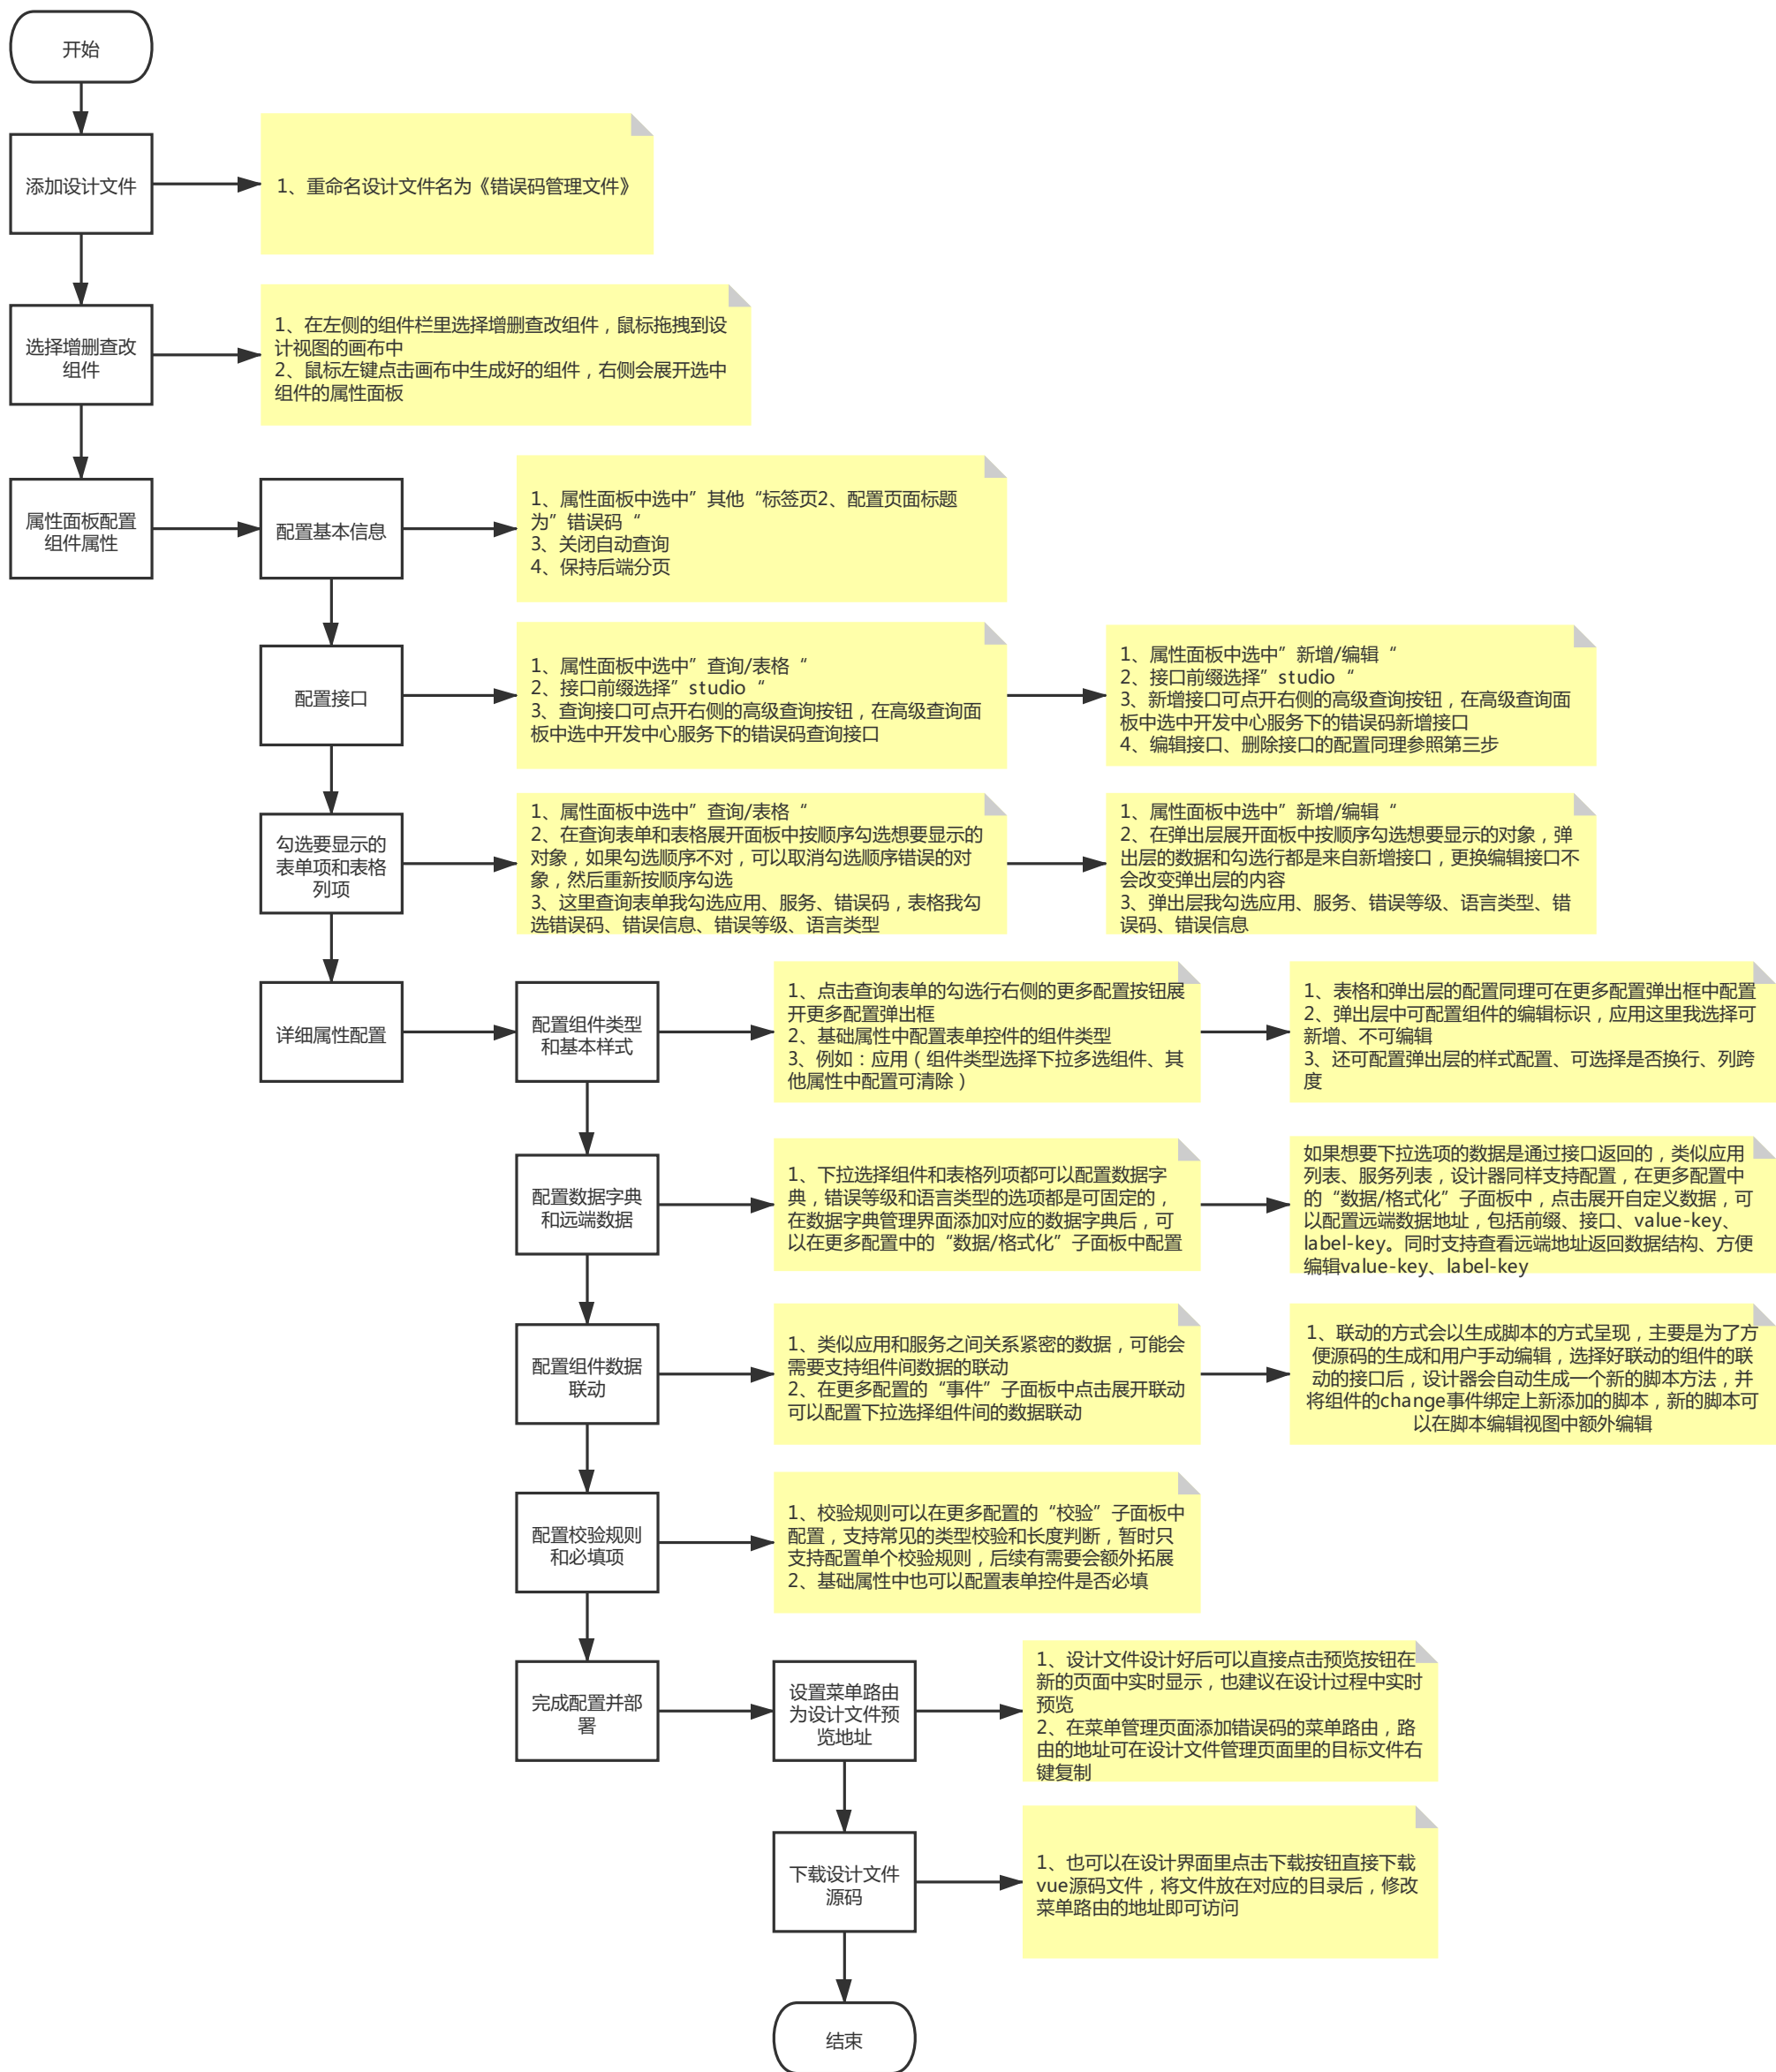 开始
添加设计文件
1、重命名设计文件名为《错误码管理文件》
选择增删查改
组件
1、在左侧的组件栏里选择增删查改组件，鼠标拖拽到设
计视图的画布中
2、鼠标左键点击画布中生成好的组件，右侧会展开选中
组件的属性面板
属性面板配置
组件属性
配置基本信息
1、属性面板中选中”其他“标签页2、配置页面标题
为”错误码“
3、关闭自动查询
4、保持后端分页
配置接口
1、属性面板中选中”查询/表格“
2、接口前缀选择”studio“
3、查询接口可点开右侧的高级查询按钮，在高级查询面
板中选中开发中心服务下的错误码查询接口
1、属性面板中选中”新增/编辑“
2、接口前缀选择”studio“
3、新增接口可点开右侧的高级查询按钮，在高级查询面
板中选中开发中心服务下的错误码新增接口
4、编辑接口、删除接口的配置同理参照第三步
勾选要显示的
表单项和表格
列项
1、属性面板中选中”查询/表格“
2、在查询表单和表格展开面板中按顺序勾选想要显示的
对象，如果勾选顺序不对，可以取消勾选顺序错误的对
象，然后重新按顺序勾选
3、这里查询表单我勾选应用、服务、错误码，表格我勾
选错误码、错误信息、错误等级、语言类型
1、属性面板中选中”新增/编辑“
2、在弹出层展开面板中按顺序勾选想要显示的对象，弹
出层的数据和勾选行都是来自新增接口，更换编辑接口不
会改变弹出层的内容
3、弹出层我勾选应用、服务、错误等级、语言类型、错
误码、错误信息
详细属性配置
配置组件类型
和基本样式
1、点击查询表单的勾选行右侧的更多配置按钮展
开更多配置弹出框
2、基础属性中配置表单控件的组件类型
3、例如：应用（组件类型选择下拉多选组件、其
他属性中配置可清除）
1、表格和弹出层的配置同理可在更多配置弹出框中配置
2、弹出层中可配置组件的编辑标识，应用这里我选择可
新增、不可编辑
3、还可配置弹出层的样式配置、可选择是否换行、列跨
度
配置数据字典
和远端数据
1、下拉选择组件和表格列项都可以配置数据字
典，错误等级和语言类型的选项都是可固定的，
在数据字典管理界面添加对应的数据字典后，可
以在更多配置中的“数据/格式化”子面板中配置
如果想要下拉选项的数据是通过接口返回的，类似应用
列表、服务列表，设计器同样支持配置，在更多配置中
的“数据/格式化”子面板中，点击展开自定义数据，可
以配置远端数据地址，包括前缀、接口、value-key、
label-key。同时支持查看远端地址返回数据结构、方便
编辑value-key、label-key
配置组件数据
联动
1、类似应用和服务之间关系紧密的数据，可能会
需要支持组件间数据的联动
2、在更多配置的“事件”子面板中点击展开联动
可以配置下拉选择组件间的数据联动
1、联动的方式会以生成脚本的方式呈现，主要是为了方
便源码的生成和用户手动编辑，选择好联动的组件的联
动的接口后，设计器会自动生成一个新的脚本方法，并
将组件的change事件绑定上新添加的脚本，新的脚本可
以在脚本编辑视图中额外编辑
配置校验规则
和必填项
1、校验规则可以在更多配置的“校验”子面板中
配置，支持常见的类型校验和长度判断，暂时只
支持配置单个校验规则，后续有需要会额外拓展
2、基础属性中也可以配置表单控件是否必填
完成配置并部
署
设置菜单路由
为设计文件预
览地址
1、设计文件设计好后可以直接点击预览按钮在
新的页面中实时显示，也建议在设计过程中实时
预览
2、在菜单管理页面添加错误码的菜单路由，路
由的地址可在设计文件管理页面里的目标文件右
键复制
下载设计文件
源码
1、也可以在设计界面里点击下载按钮直接下载
vue源码文件，将文件放在对应的目录后，修改
菜单路由的地址即可访问
结束